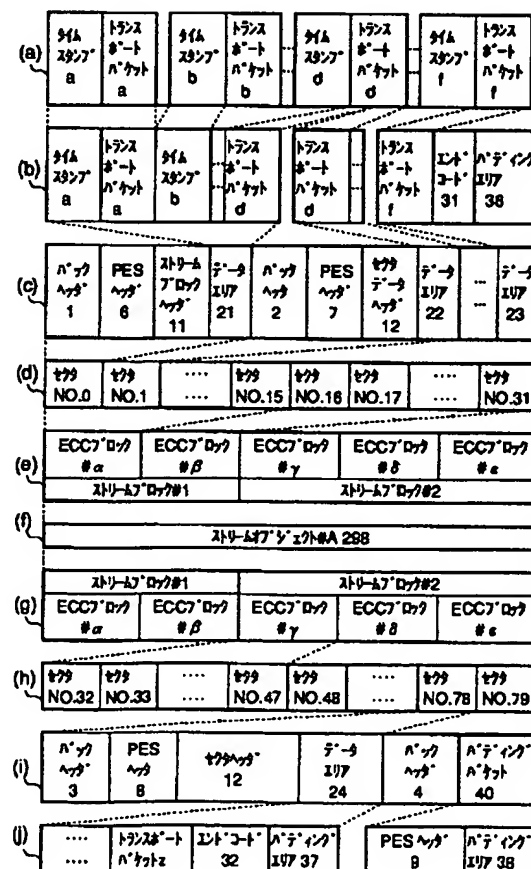 (a)
タイムスタンプ a
トランスポートパケット a
タイムスタンプ b
トランスポートパケット b
タイムスタンプ d
トランスポートパケット d
タイムスタンプ f
トランスポートパケット f
(b)
タイムスタンプ a
トランスポートパケット a
タイムスタンプ b
トランスポートパケット d
トランスポートパケット d
トランスポートパケット f
エンドコード 31
パディングエリア 36
(c)
パックヘッダ 1
PESヘッダ 6
ストリームブロックヘッダ 11
データエリア 21
パックヘッダ 2
PESヘッダ 7
セクタデータヘッダ 12
データエリア 22
...
データエリア 23
(d)
セクタ NO.0
セクタ NO.1
....
セクタ NO.15
セクタ NO.16
セクタ NO.17
....
セクタ NO.31
(e)
ECCブロック #α
ECCブロック #β
ECCブロック #γ
ECCブロック #δ
ECCブロック #ε
ストリームブロック#1
ストリームブロック#2
(f)
ストリームオブジェクト#A 298
ストリームブロック#1
ストリームブロック#2
(g)
ECCブロック #α
ECCブロック #β
ECCブロック #γ
ECCブロック #δ
ECCブロック #ε
(h)
セクタ NO.32
セクタ NO.33
....
セクタ NO.47
セクタ NO.48
....
セクタ NO.78
セクタ NO.79
(i)
パックヘッダ 3
PESヘッダ 8
セクタヘッダ 12
データエリア 24
パックヘッダ 4
パディングパケット 40
(j)
....
トランスポートパケットz
エンドコード 32
パディングエリア 37
PESヘッダ 9
パディングエリア 38